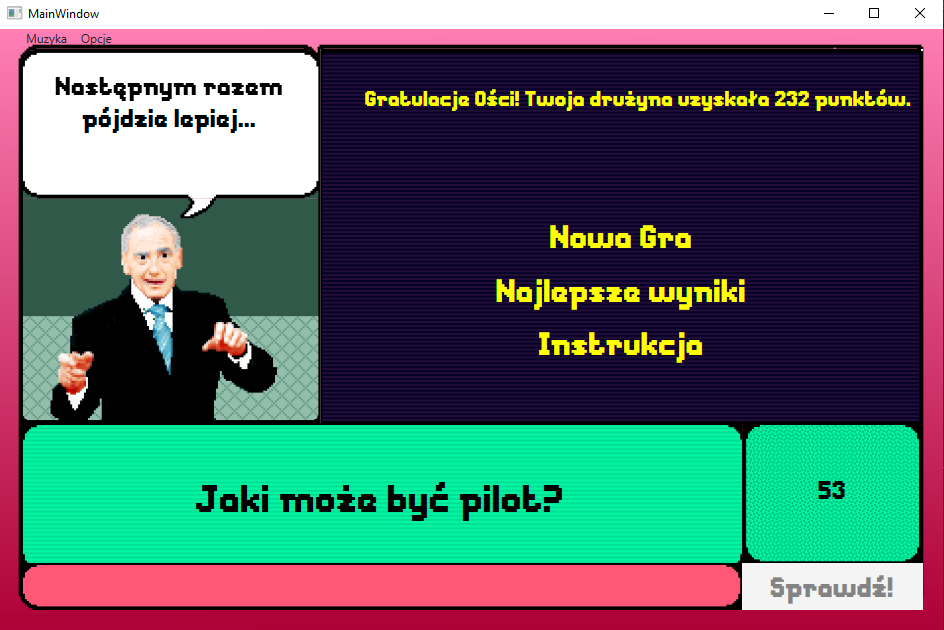 MainWindow
Muzyka Opcje
Następnym razem
pójdzie lepiej...
Gratulacje Ości! Twoja drużyna uzyskała 232 punktów.
Nowa Gra
Najlepsze wyniki
Instrukcja
Jaki może być pilot?
53
Sprawdź!